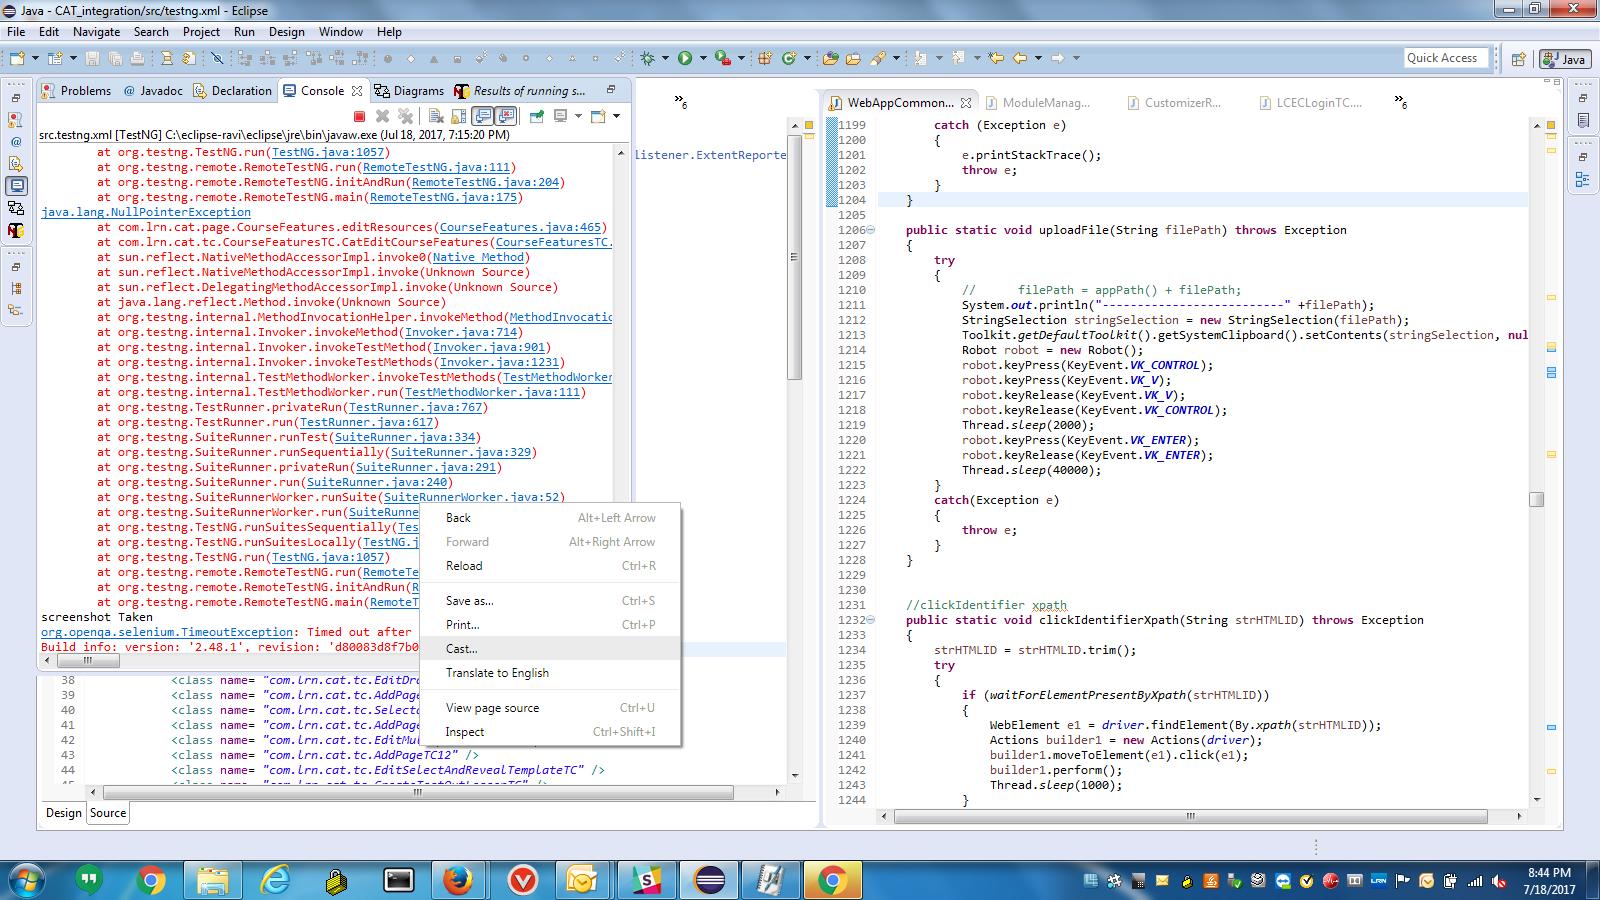 Java - CAT_integration/src/testng.xml - Eclipse
File Edit Navigate Search Project Run Design Window Help
Quick Access
Java
Problems @ Javadoc Declaration Console Diagrams Results of running s...
src.testng.xml [TestNG] C:\eclipse-ravi\eclipse\jre\bin\javaw.exe (Jul 18, 2017, 7:15:20 PM)
at org.testng.TestNG.run(TestNG.java:1057)
at org.testng.remote.RemoteTestNG.run(RemoteTestNG.java:111)
at org.testng.remote.RemoteTestNG.initAndRun(RemoteTestNG.java:204)
at org.testng.remote.RemoteTestNG.main(RemoteTestNG.java:175)
java.lang.NullPointerException
at com.lrn.cat.page.CourseFeatures.editResources(CourseFeatures.java:465)
at com.lrn.cat.tc.CourseFeaturesTC.CatEditCourseFeatures(CourseFeaturesTC.
at sun.reflect.NativeMethodAccessorImpl.invoke0(Native Method)
at sun.reflect.NativeMethodAccessorImpl.invoke(Unknown Source)
at sun.reflect.DelegatingMethodAccessorImpl.invoke(Unknown Source)
at java.lang.reflect.Method.invoke(Unknown Source)
at org.testng.internal.MethodInvocationHelper.invokeMethod(MethodInvocatio
at org.testng.internal.Invoker.invokeMethod(Invoker.java:714)
at org.testng.internal.Invoker.invokeTestMethod(Invoker.java:901)
at org.testng.internal.Invoker.invokeTestMethods(Invoker.java:1231)
at org.testng.internal.TestMethodWorker.invokeTestMethods(TestMethodWorker
at org.testng.internal.TestMethodWorker.run(TestMethodWorker.java:111)
at org.testng.TestRunner.privateRun(TestRunner.java:767)
at org.testng.TestRunner.run(TestRunner.java:617)
at org.testng.SuiteRunner.runTest(SuiteRunner.java:334)
at org.testng.SuiteRunner.runSequentially(SuiteRunner.java:329)
at org.testng.SuiteRunner.privateRun(SuiteRunner.java:291)
at org.testng.SuiteRunner.run(SuiteRunner.java:240)
at org.testng.SuiteRunnerWorker.runSuite(SuiteRunnerWorker.java:52)
at org.testng.SuiteRunnerWorker.run(SuiteRunne
at org.testng.TestNG.runSuitesSequentially(Tes
at org.testng.TestNG.runSuitesLocally(TestNG.j
at org.testng.TestNG.run(TestNG.java:1057)
at org.testng.remote.RemoteTestNG.run(RemoteTe
at org.testng.remote.RemoteTestNG.initAndRun(R
at org.testng.remote.RemoteTestNG.main(RemoteT
screenshot Taken
org.openqa.selenium.TimeoutException: Timed out after
Build info: version: '2.48.1', revision: 'd80083d8f7b0
»6
listener.ExtentReporte
38 <class name= "com.lrn.cat.tc.EditDra
39 <class name= "com.lrn.cat.tc.AddPage
40 <class name= "com.lrn.cat.tc.Selecta
41 <class name= "com.lrn.cat.tc.AddPage
42 <class name= "com.lrn.cat.tc.EditMul
43 <class name= "com.lrn.cat.tc.AddPageTC12" />
44 <class name= "com.lrn.cat.tc.EditSelectAndRevealTemplateTC" />
Design Source
Back Alt+Left Arrow
Forward Alt+Right Arrow
Reload Ctrl+R
Save as... Ctrl+S
Print... Ctrl+P
Cast...
Translate to English
View page source Ctrl+U
Inspect Ctrl+Shift+I
WebAppCommon... ModuleManag... CustomizerR... LCECLoginTC.... »6
1199 catch (Exception e)
1200 {
1201 e.printStackTrace();
1202 throw e;
1203 }
1204 }
1205
1206 public static void uploadFile(String filePath) throws Exception
1207 {
1208 try
1209 {
1210 // filePath = appPath() + filePath;
1211 System.out.println("--------------------------" +filePath);
1212 StringSelection stringSelection = new StringSelection(filePath);
1213 Toolkit.getDefaultToolkit().getSystemClipboard().setContents(stringSelection, nul
1214 Robot robot = new Robot();
1215 robot.keyPress(KeyEvent.VK_CONTROL);
1216 robot.keyPress(KeyEvent.VK_V);
1217 robot.keyRelease(KeyEvent.VK_V);
1218 robot.keyRelease(KeyEvent.VK_CONTROL);
1219 Thread.sleep(2000);
1220 robot.keyPress(KeyEvent.VK_ENTER);
1221 robot.keyRelease(KeyEvent.VK_ENTER);
1222 Thread.sleep(40000);
1223 }
1224 catch(Exception e)
1225 {
1226 throw e;
1227 }
1228 }
1229
1230
1231 //clickIdentifier xpath
1232 public static void clickIdentifierXpath(String strHTMLID) throws Exception
1233 {
1234 strHTMLID = strHTMLID.trim();
1235 try
1236 {
1237 if (waitForElementPresentByXpath(strHTMLID))
1238 {
1239 WebElement e1 = driver.findElement(By.xpath(strHTMLID));
1240 Actions builder1 = new Actions(driver);
1241 builder1.moveToElement(e1).click(e1);
1242 builder1.perform();
1243 Thread.sleep(1000);
1244 }
8:44 PM
7/18/2017